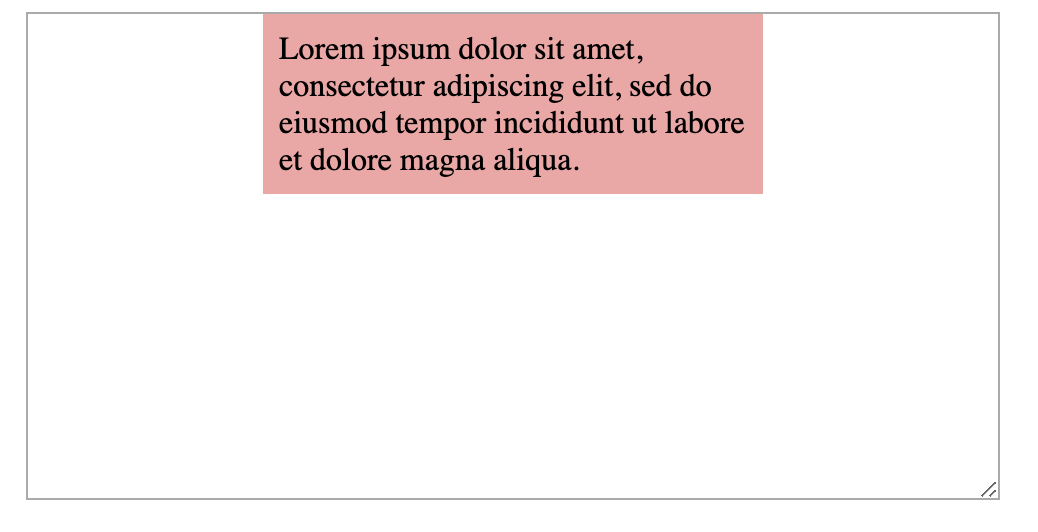 Lorem ipsum dolor sit amet,
consectetur adipiscing elit, sed do
eiusmod tempor incididunt ut labore
et dolore magna aliqua.